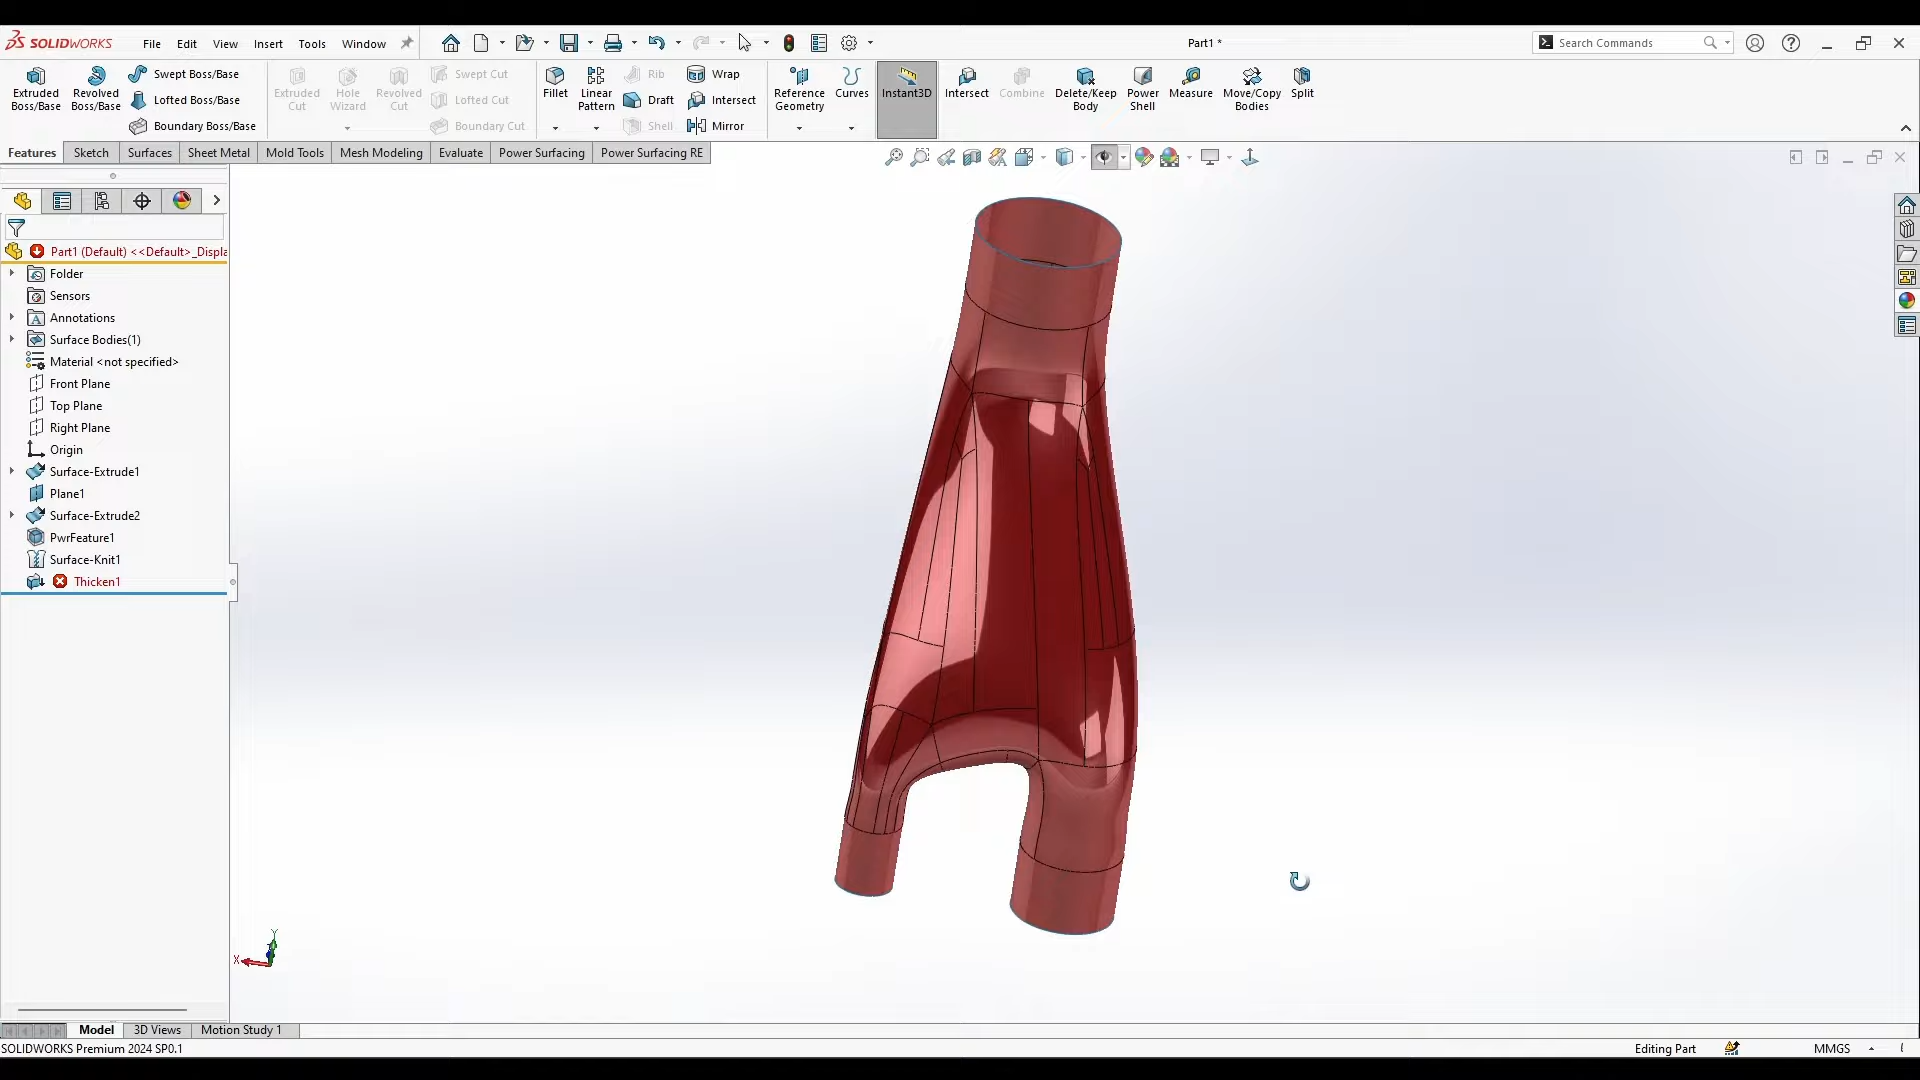 SOLIDWORKS File Edit View Insert Tools Window Part1 * Search Commands
Extruded Boss/Base
Revolved Boss/Base
Swept Boss/Base
Lofted Boss/Base
Boundary Boss/Base
Extruded Cut
Hole Wizard
Revolved Cut
Swept Cut
Lofted Cut
Boundary Cut
Fillet
Linear Pattern
Rib
Draft
Shell
Wrap
Intersect
Mirror
Reference Geometry
Curves
Instant3D
Intersect
Combine
Delete/Keep Body
Power Shell
Measure
Move/Copy Bodies
Split
Features Sketch Surfaces Sheet Metal Mold Tools Mesh Modeling Evaluate Power Surfacing Power Surfacing RE
Part1 (Default) <<Default>_Displa
Folder
Sensors
Annotations
Surface Bodies(1)
Material <not specified>
Front Plane
Top Plane
Right Plane
Origin
Surface-Extrude1
Plane1
Surface-Extrude2
PwrFeature1
Surface-Knit1
Thicken1
Y
X
Model 3D Views Motion Study 1
SOLIDWORKS Premium 2024 SP0.1 Editing Part MMGS